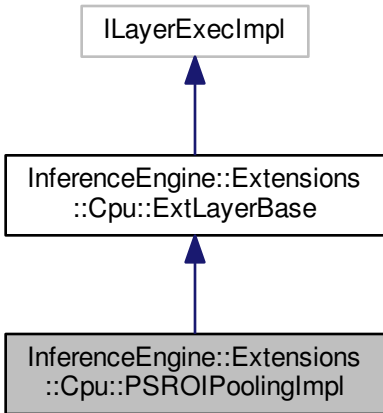 ILayerExecImpl
InferenceEngine::Extensions
::Cpu::ExtLayerBase
InferenceEngine::Extensions
::Cpu::PSROIPoolingImpl